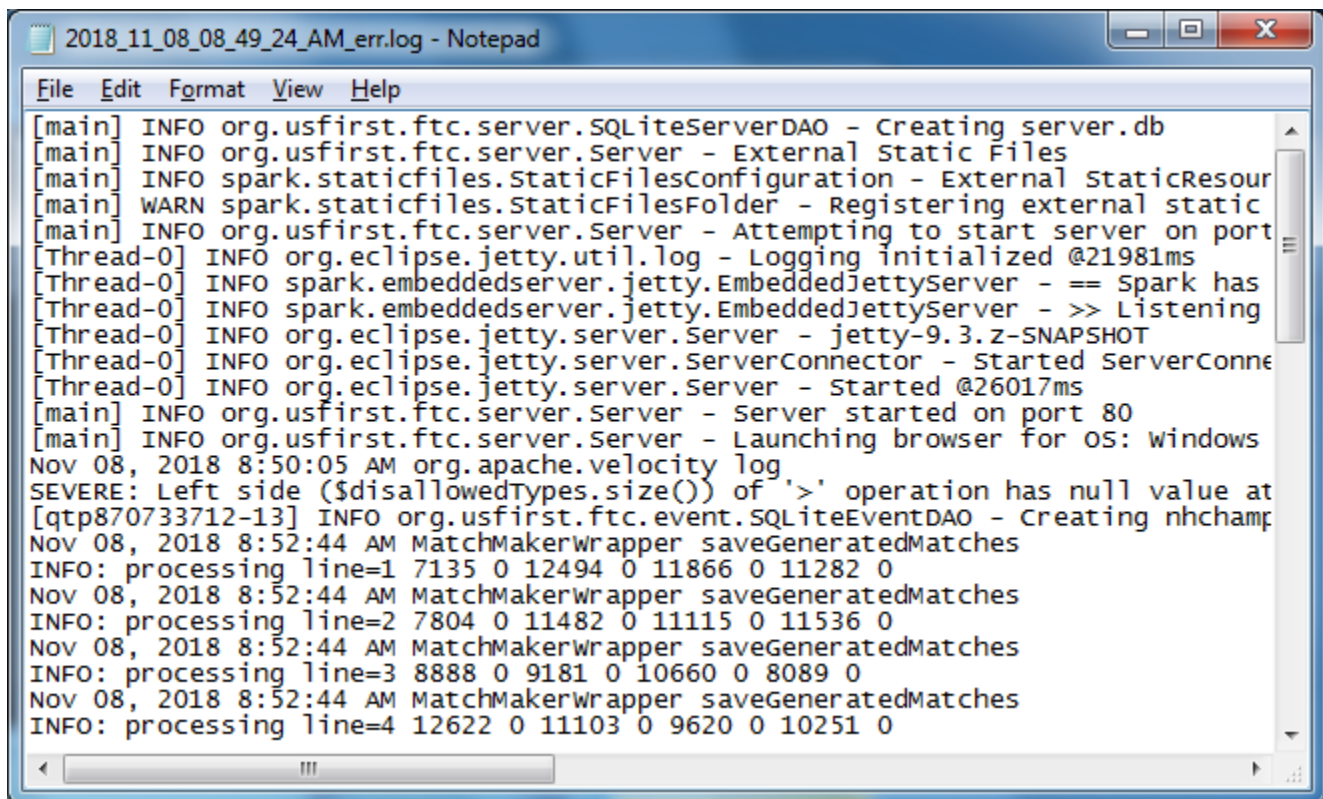 2018_11_08_08_49_24_AM_err.log - Notepad
File Edit Format View Help
[main] INFO org.usfirst.ftc.server.SQLiteServerDAO - Creating server.db
[main] INFO org.usfirst.ftc.server.Server - External Static Files
[main] INFO spark.staticfiles.StaticFilesConfiguration - External StaticResour
[main] WARN spark.staticfiles.StaticFilesFolder - Registering external static
[main] INFO org.usfirst.ftc.server.Server - Attempting to start server on port
[Thread-0] INFO org.eclipse.jetty.util.log - Logging initialized @21981ms
[Thread-0] INFO spark.embeddedserver.jetty.EmbeddedJettyServer - == Spark has
[Thread-0] INFO spark.embeddedserver.jetty.EmbeddedJettyServer - >> Listening
[Thread-0] INFO org.eclipse.jetty.server.Server - jetty-9.3.z-SNAPSHOT
[Thread-0] INFO org.eclipse.jetty.server.ServerConnector - Started ServerConne
[Thread-0] INFO org.eclipse.jetty.server.Server - Started @26017ms
[main] INFO org.usfirst.ftc.server.Server - Server started on port 80
[main] INFO org.usfirst.ftc.server.Server - Launching browser for OS: Windows
Nov 08, 2018 8:50:05 AM org.apache.velocity log
SEVERE: Left side ($disallowedTypes.size()) of '>' operation has null value at
[qtp870733712-13] INFO org.usfirst.ftc.event.SQLiteEventDAO - Creating nhchamp
Nov 08, 2018 8:52:44 AM MatchMakerWrapper saveGeneratedMatches
INFO: processing line=1 7135 0 12494 0 11866 0 11282 0
Nov 08, 2018 8:52:44 AM MatchMakerWrapper saveGeneratedMatches
INFO: processing line=2 7804 0 11482 0 11115 0 11536 0
Nov 08, 2018 8:52:44 AM MatchMakerWrapper saveGeneratedMatches
INFO: processing line=3 8888 0 9181 0 10660 0 8089 0
Nov 08, 2018 8:52:44 AM MatchMakerWrapper saveGeneratedMatches
INFO: processing line=4 12622 0 11103 0 9620 0 10251 0